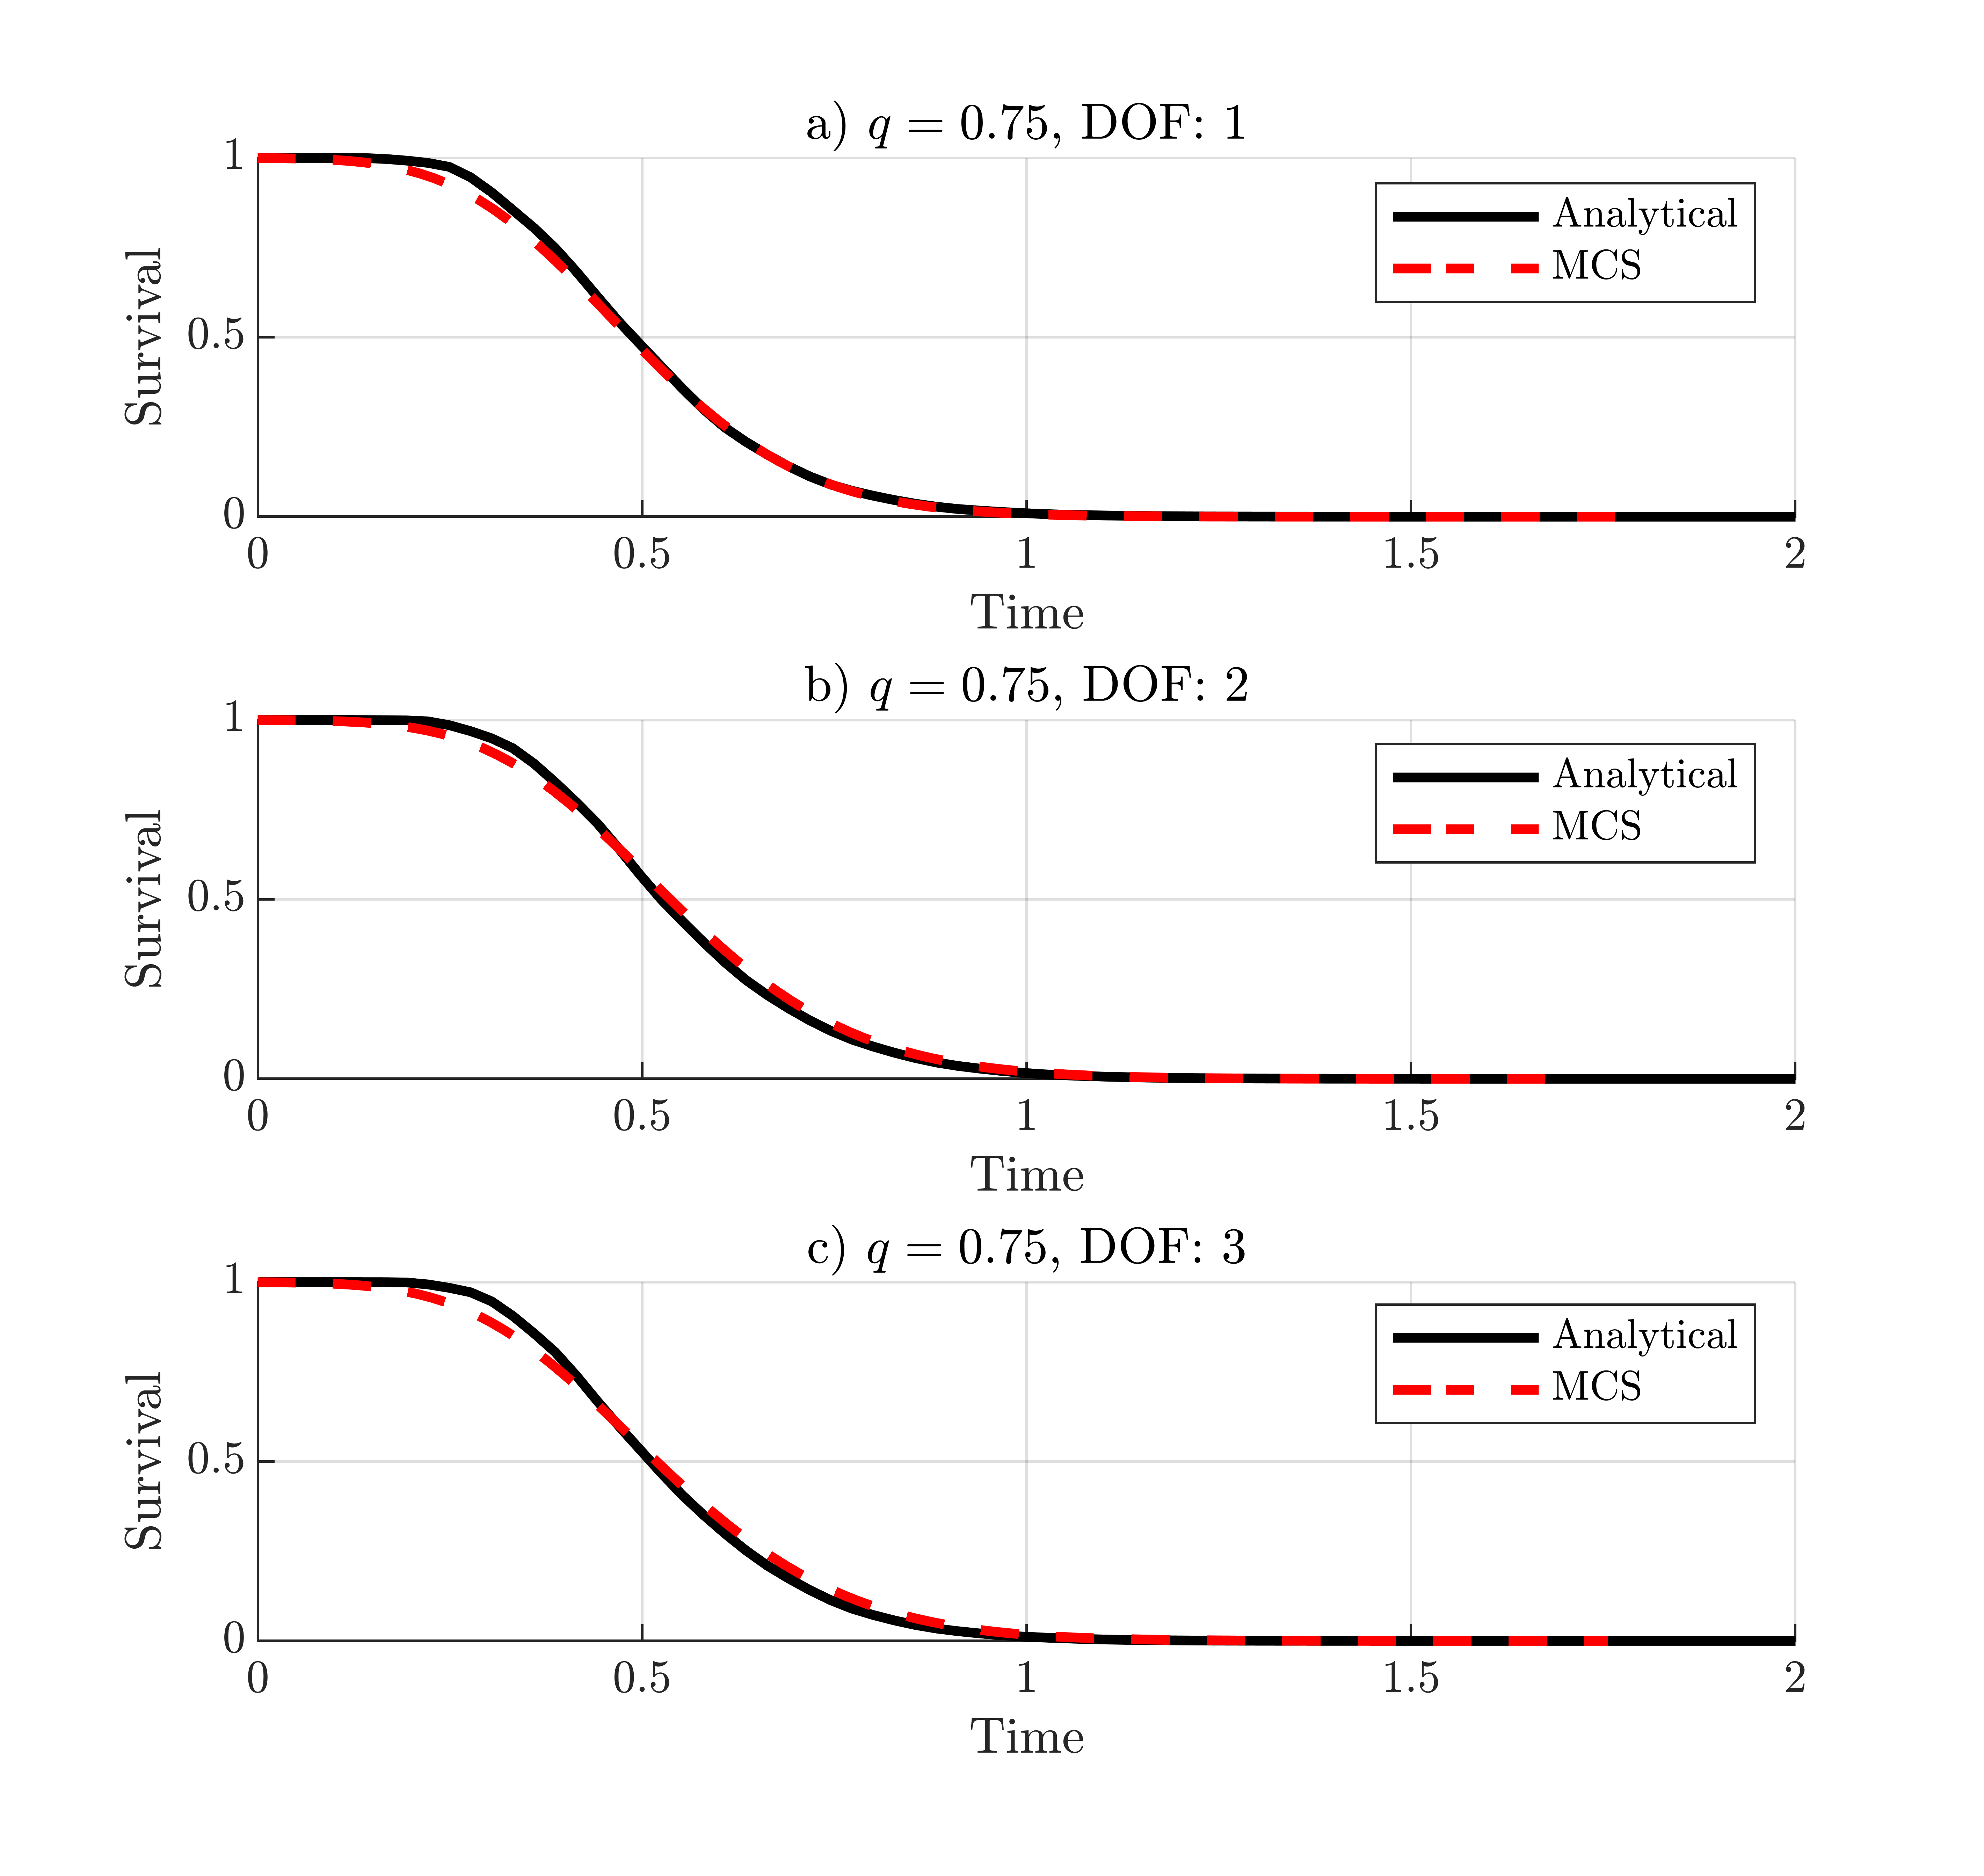 a) q = 0.75, DOF: 1
1
0.5
0
Survival
Analytical
MCS
0 0.5 1 1.5 2
Time
b) q = 0.75, DOF: 2
1
0.5
0
Survival
Analytical
MCS
0 0.5 1 1.5 2
Time
c) q = 0.75, DOF: 3
1
0.5
0
Survival
Analytical
MCS
0 0.5 1 1.5 2
Time